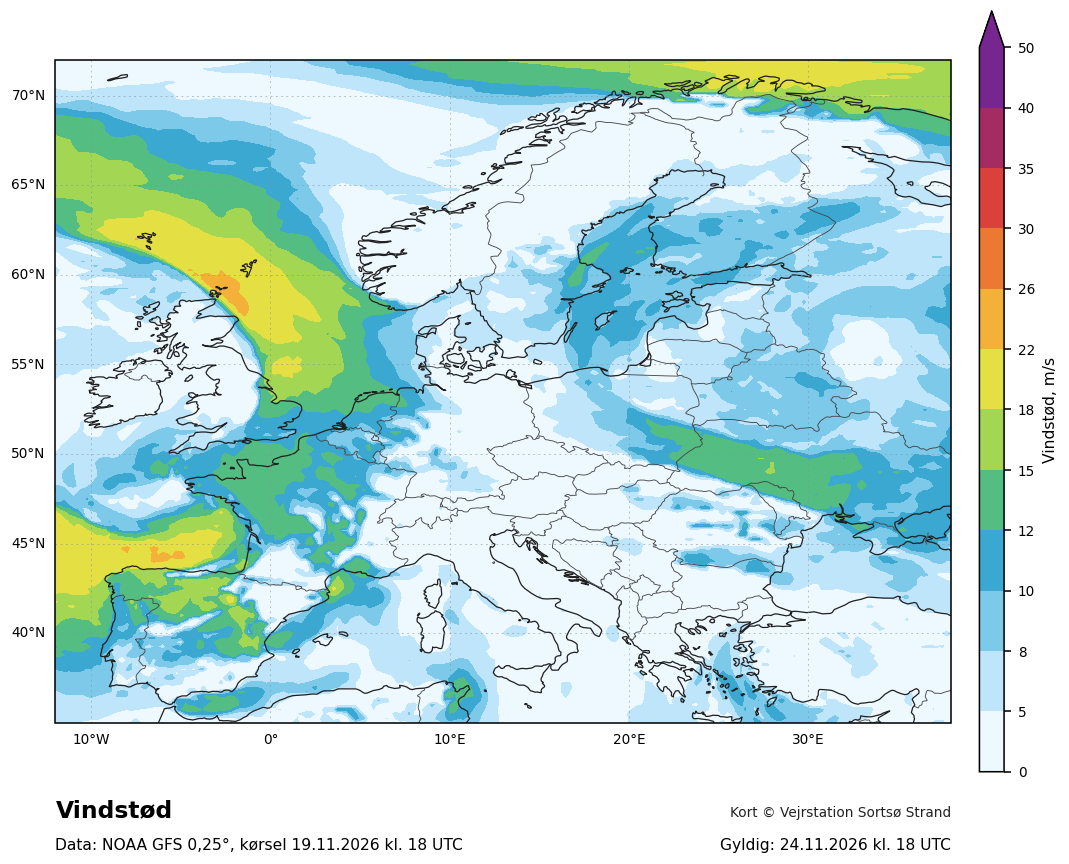 70°N
65°N
60°N
55°N
50°N
45°N
40°N
10°W
0°
10°E
20°E
30°E
50
40
35
30
26
22
18
15
12
10
8
5
0
Vindstød, m/s
Vindstød
Kort © Vejrstation Sortsø Strand
Data: NOAA GFS 0,25°, kørsel 19.11.2026 kl. 18 UTC
Gyldig: 24.11.2026 kl. 18 UTC